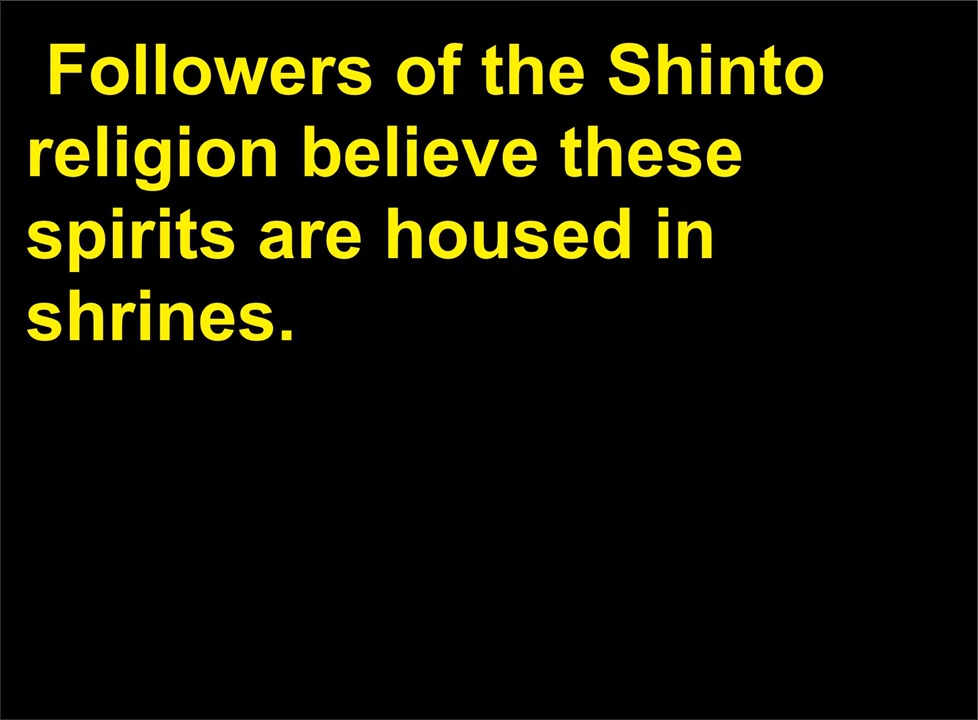 Followers of the Shinto
religion believe these
spirits are housed in
shrines.